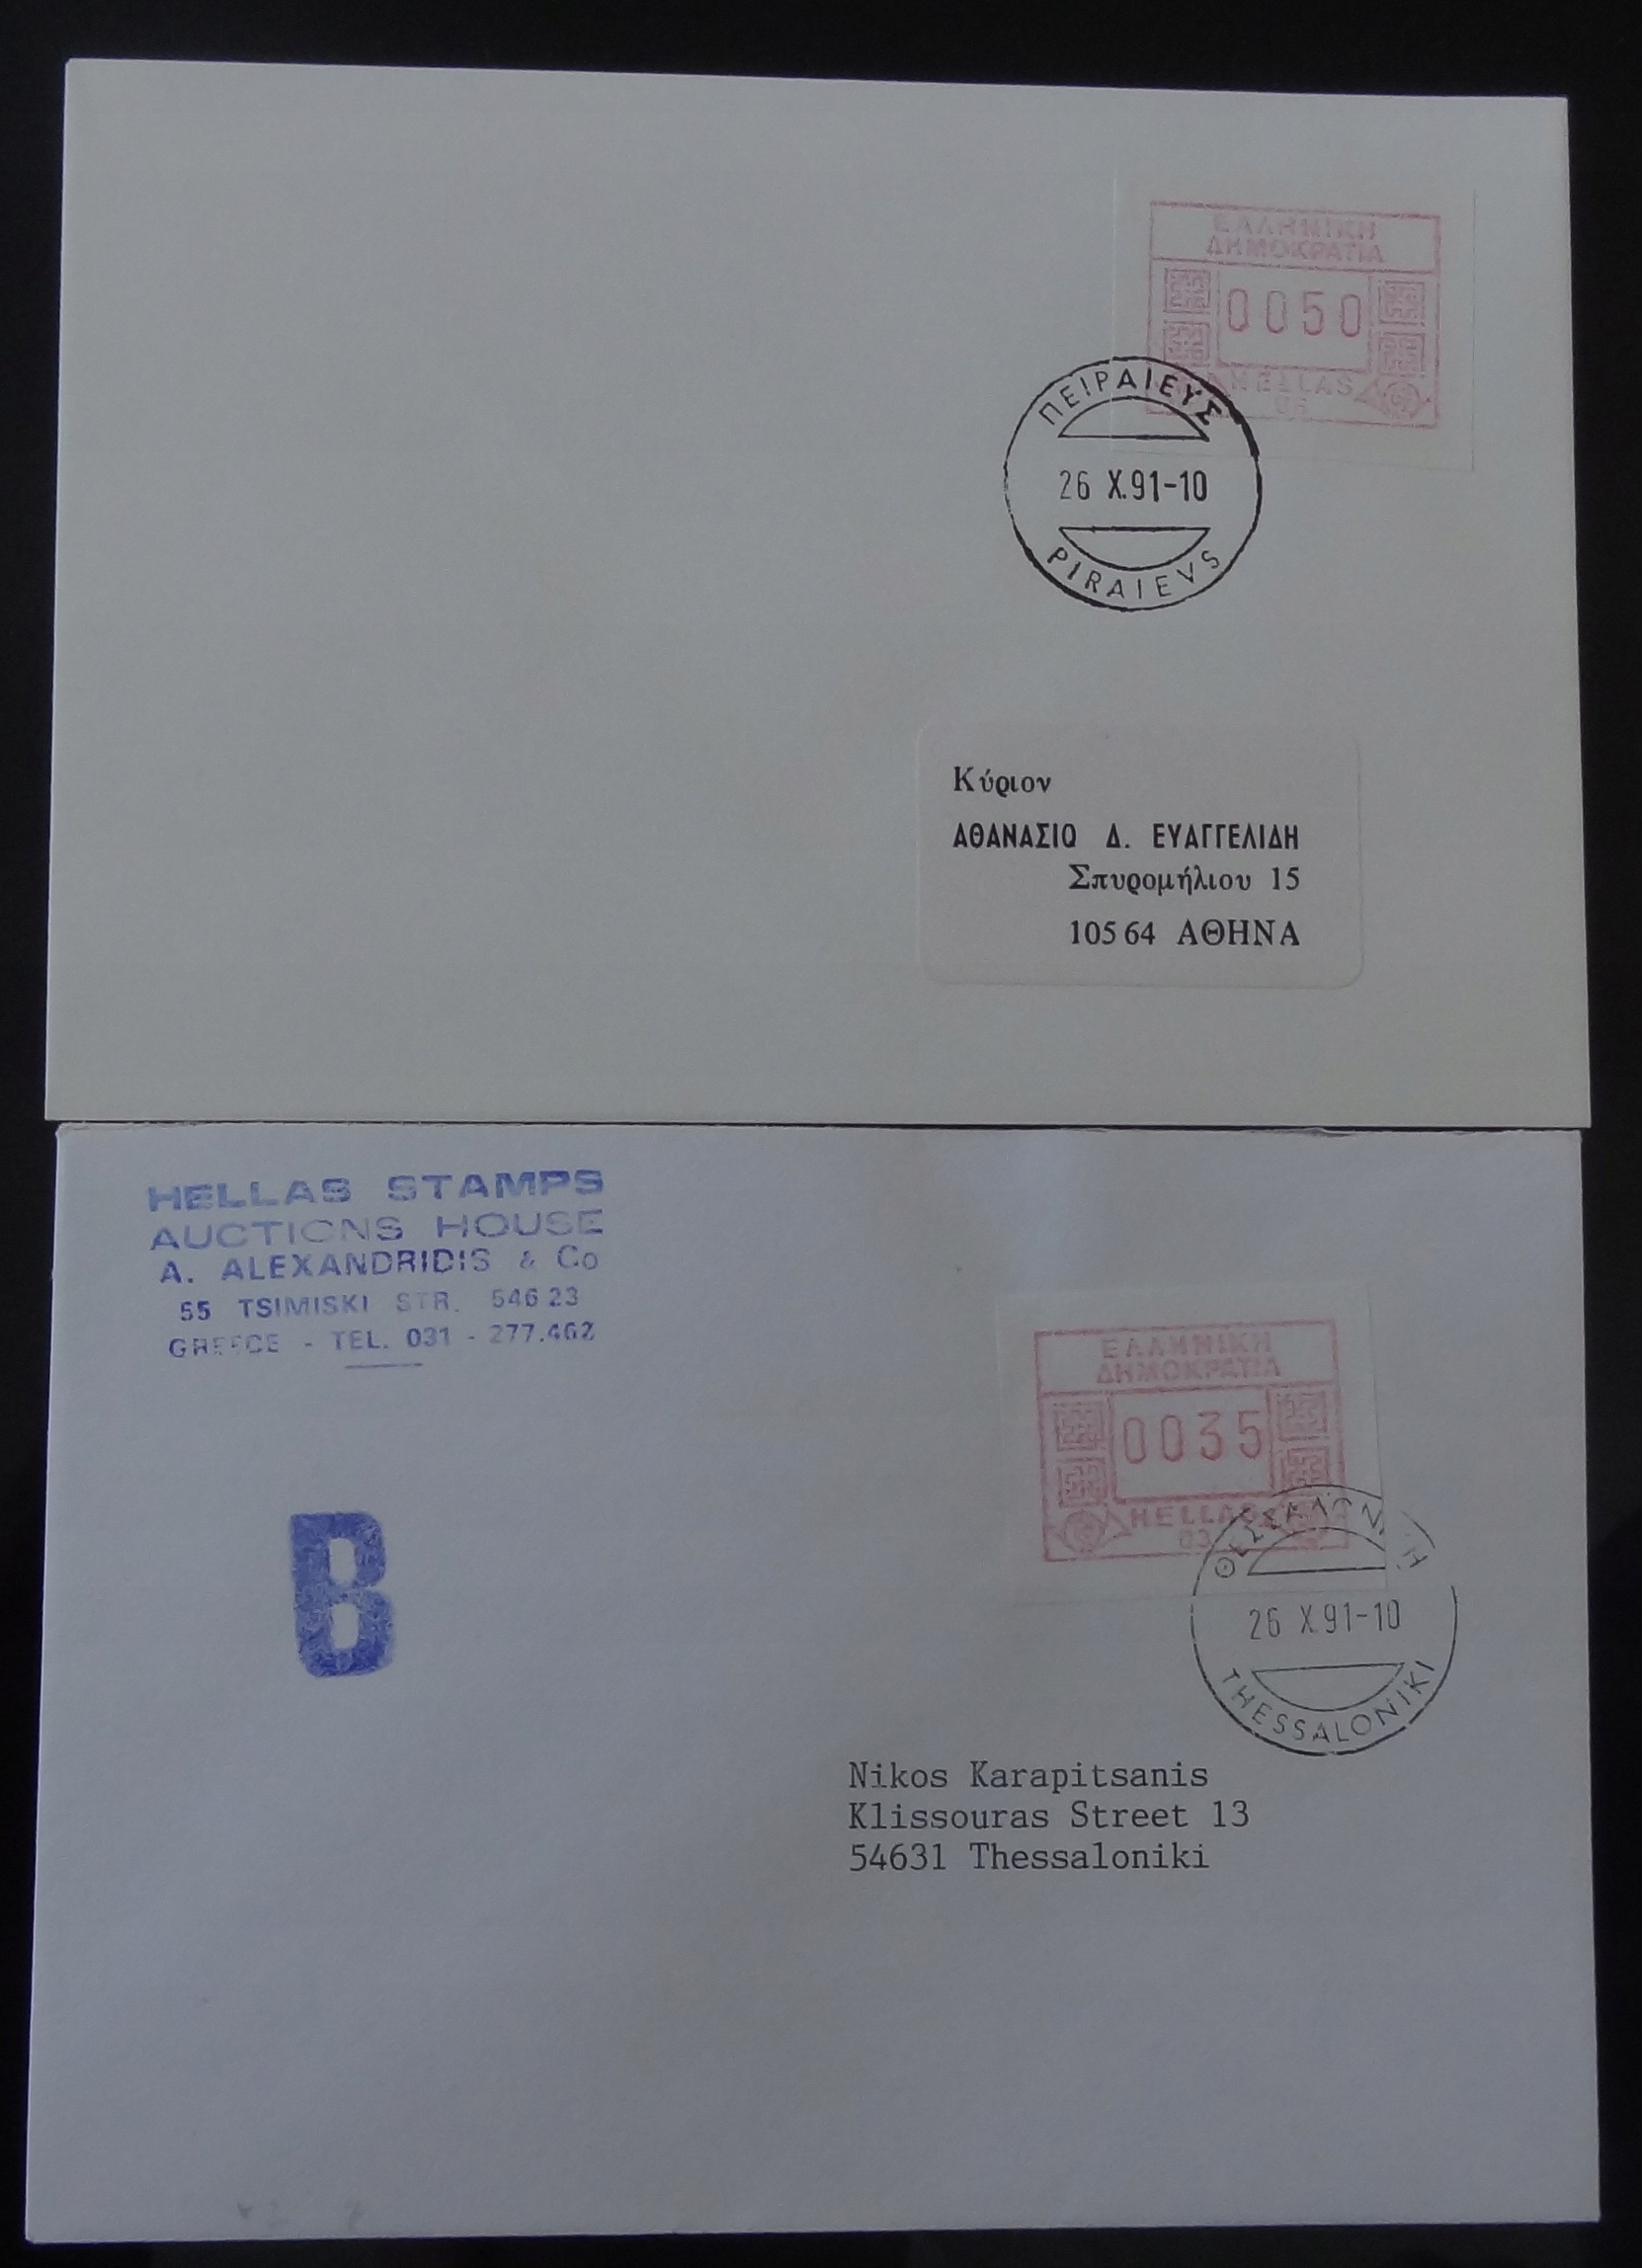 ΕΛΛΗΝΙΚΗ
ΔΗΜΟΚΡΑΤΙΑ
0050
HELLAS
ΠΕΙΡΑΙΕΥΣ
26 X.91-10
PIRAIEVS
Κύριον
ΑΘΑΝΑΣΙΩ Δ. ΕΥΑΓΓΕΛΙΔΗ
Σπυρομήλιου 15
105 64 ΑΘΗΝΑ
HELLAS STAMPS
AUCTIONS HOUSE
A. ALEXANDRIDIS & Co
55 TSIMISKI STR. 546 23
GREECE - TEL. 031 - 277.462
B
ΕΛΛΗΝΙΚΗ
ΔΗΜΟΚΡΑΤΙΑ
0035
HELLAS
03
ΘΕΣΣΑΛΟΝΙΚΗ
26 X.91-10
THESSALONIKI
Nikos Karapitsanis
Klissouras Street 13
54631 Thessaloniki